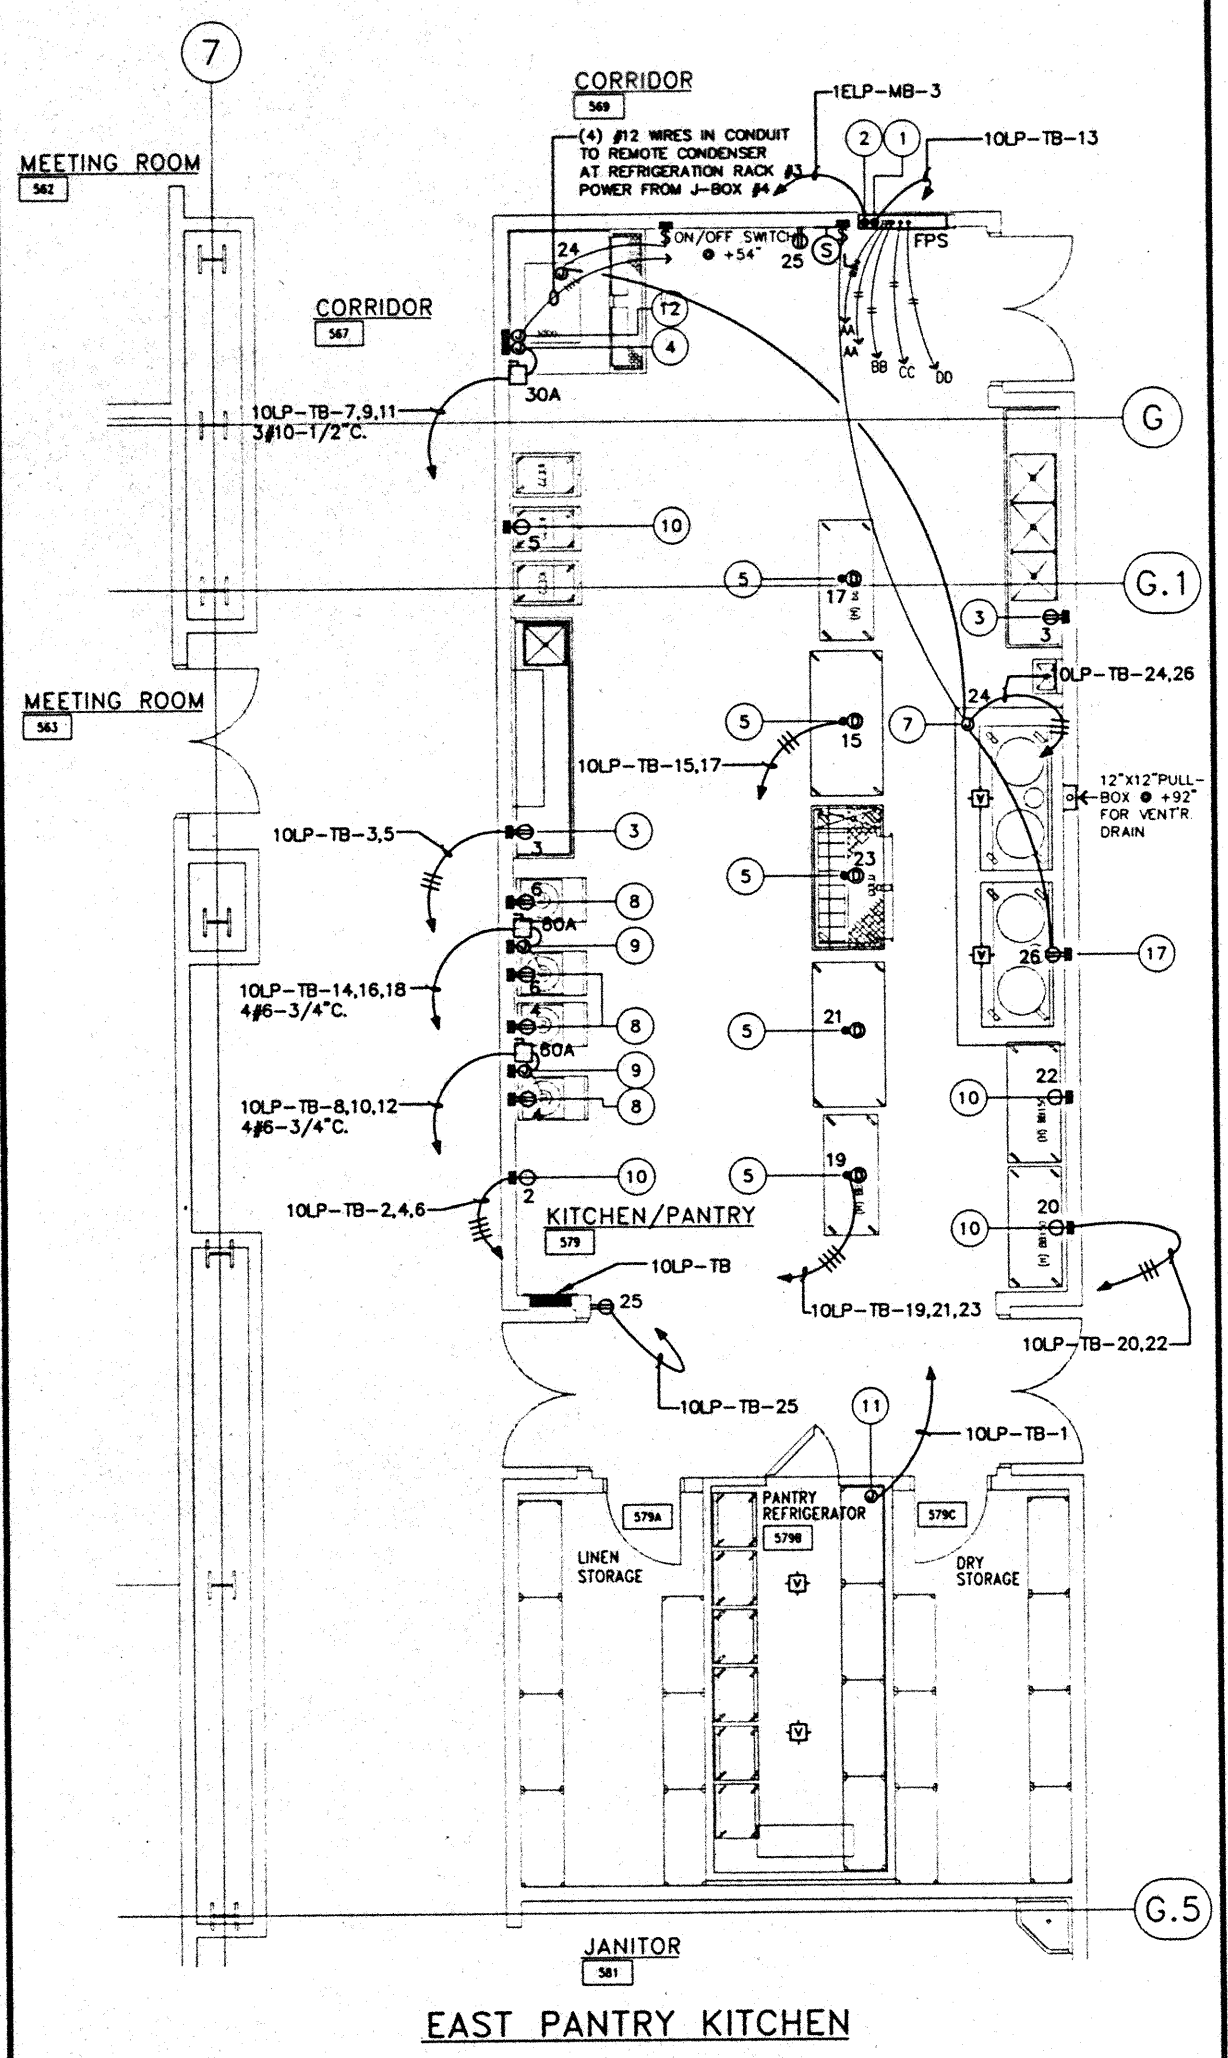 7
CORRIDOR
569
1ELP-MB-3
(4) #12 WIRES IN CONDUIT
TO REMOTE CONDENSER
AT REFRIGERATION RACK #3
POWER FROM J-BOX #4
2
1
10LP-TB-13
MEETING ROOM
562
ON/OFF SWITCH
@ +54"
24
25
S
FPS
CORRIDOR
567
12
4
30A
AA
AA
BB
CC
DD
10LP-TB-7,9,11
3#10-1/2"C.
G
10
5
5
17
G.1
3
3
MEETING ROOM
563
10LP-TB-24,26
24
5
15
7
10LP-TB-15,17
12"X12"PULL-
BOX @ +92"
FOR VENT'R.
DRAIN
10LP-TB-3,5
3
3
5
23
6
8
60A
9
26
17
10LP-TB-14,16,18
4#6-3/4"C.
6
4
8
5
21
60A
9
22
10
10LP-TB-8,10,12
4#6-3/4"C.
8
4
10
2
5
19
20
10
10LP-TB-2,4,6
KITCHEN/PANTRY
579
10LP-TB
25
10LP-TB-19,21,23
10LP-TB-20,22
10LP-TB-25
11
10LP-TB-1
579A
PANTRY
REFRIGERATOR
579B
579C
LINEN
STORAGE
DRY
STORAGE
V
V
G.5
JANITOR
581
EAST PANTRY KITCHEN